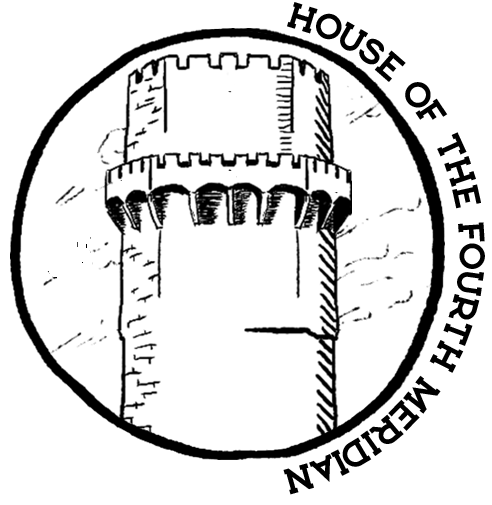 HOUSE OF THE FOURTH MERIDIAN